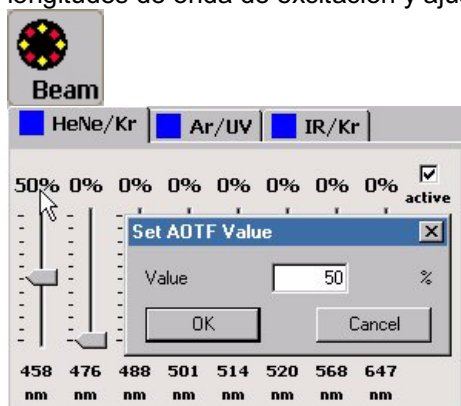 longitudes de onda de exsitación y aju
Beam
HeNe/Kr Ar/UV IR/Kr
50% 0% 0% 0% 0% 0% 0% 0% active
Set AOTF Value
Value 50 %
OK Cancel
458 476 488 501 514 520 568 647
nm nm nm nm nm nm nm nm